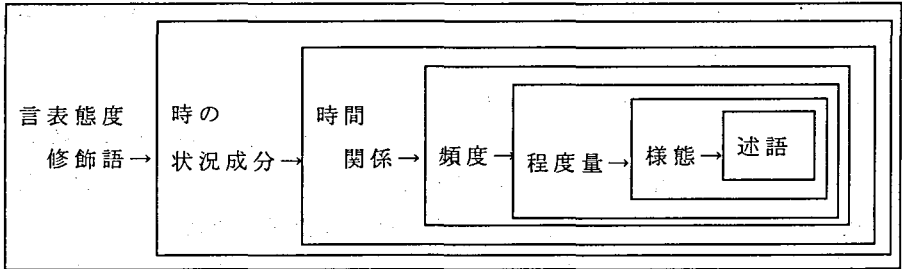 言表態度
修飾語→
時の
状況成分→
時間
関係→
頻度→
程度量→
様態→
述語